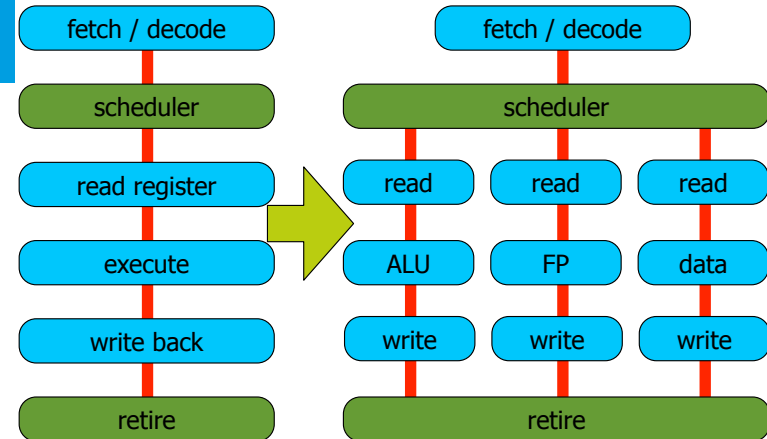 fetch / decode
scheduler
read register
execute
write back
retire
fetch / decode
scheduler
read read read
ALU FP data
write write write
retire